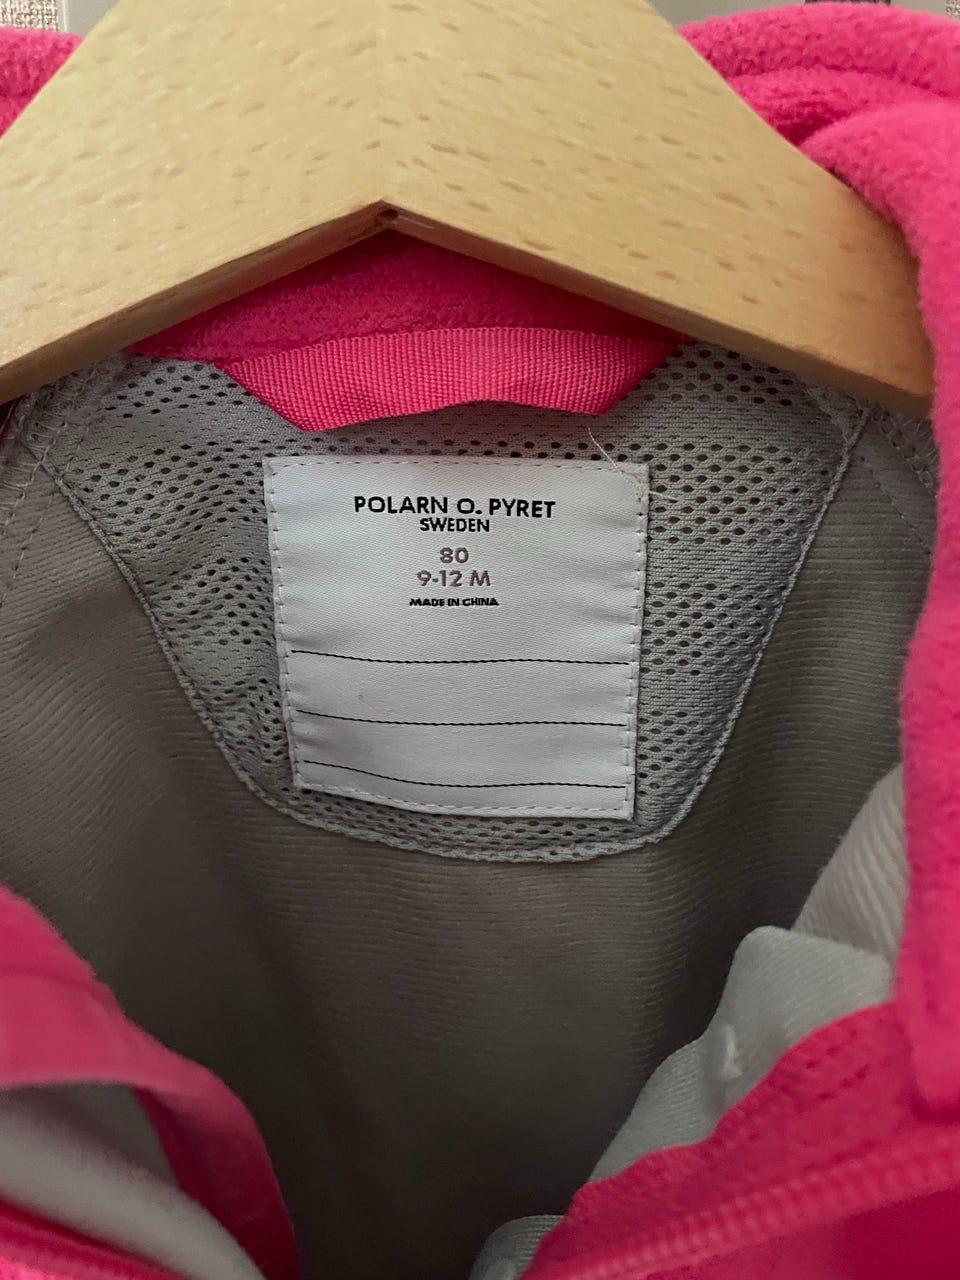 POLARN O. PYRET
SWEDEN
80
9-12 M
MADE IN CHINA